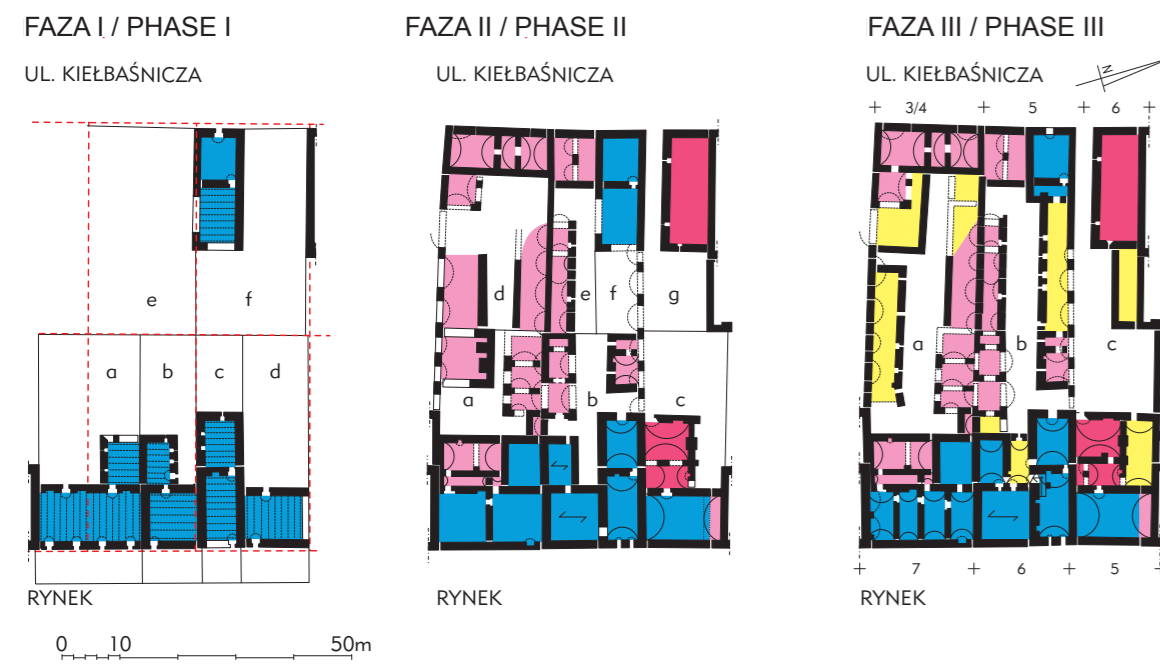 FAZA I / PHASE I
FAZA II / PHASE II
FAZA III / PHASE III
UL. KIEŁBAŚNICZA
UL. KIEŁBAŚNICZA
UL. KIEŁBAŚNICZA
N
+ 3/4 + 5 + 6 +
e f
a b c d
d e f g
a b c
a b c
+ 7 + 6 + 5 +
RYNEK
RYNEK
RYNEK
0 10 50m